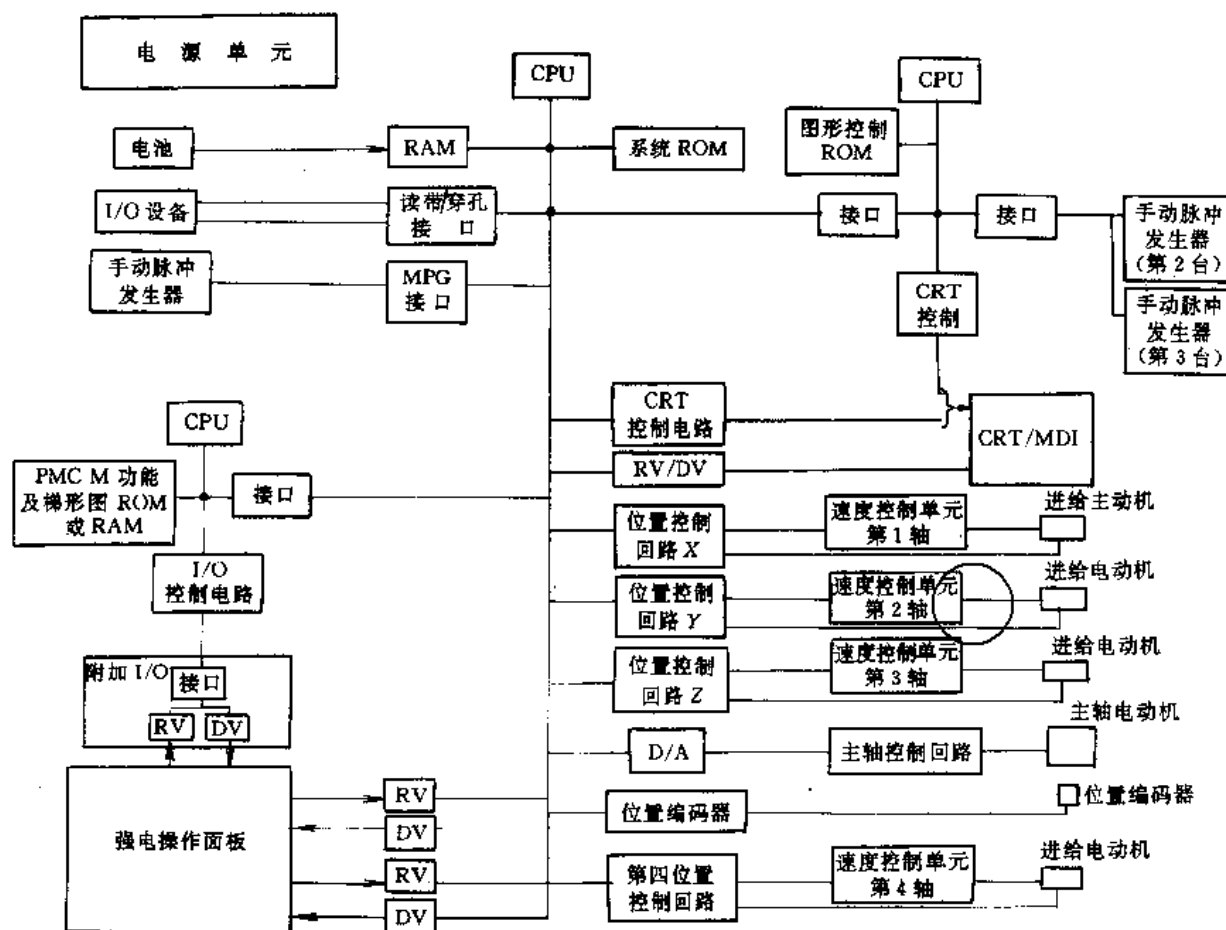 电源单元
CPU
CPU
电池
RAM
系统 ROM
图形控制
ROM
I/O 设备
读带/穿孔
接口
接口
接口
手动脉冲
发生器
(第2台)
手动脉冲
发生器
MPG
接口
CRT
控制
手动脉冲
发生器
(第3台)
CPU
CRT
控制电路
CRT/MDI
PMC M 功能
及梯形图 ROM
或 RAM
接口
RV/DV
位置控制
回路 X
速度控制单元
第1轴
进给主动机
I/O
控制电路
位置控制
回路 Y
速度控制单元
第2轴
进给电动机
附加 I/O
接口
RV
DV
位置控制
回路 Z
速度控制单元
第3轴
进给电动机
D/A
主轴控制回路
主轴电动机
强电操作面板
RV
DV
RV
DV
位置编码器
位置编码器
第四位置
控制回路
速度控制单元
第4轴
进给电动机